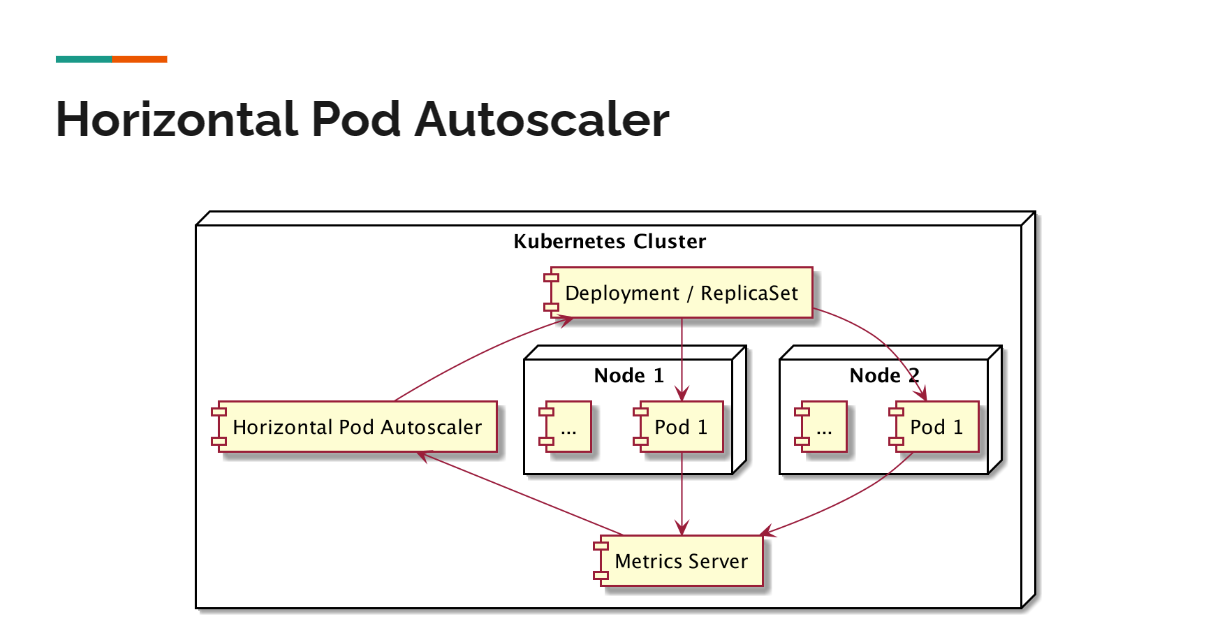 Horizontal Pod Autoscaler
Kubernetes Cluster
Deployment / ReplicaSet
Node 1
Node 2
Horizontal Pod Autoscaler
...
Pod 1
...
Pod 1
Metrics Server